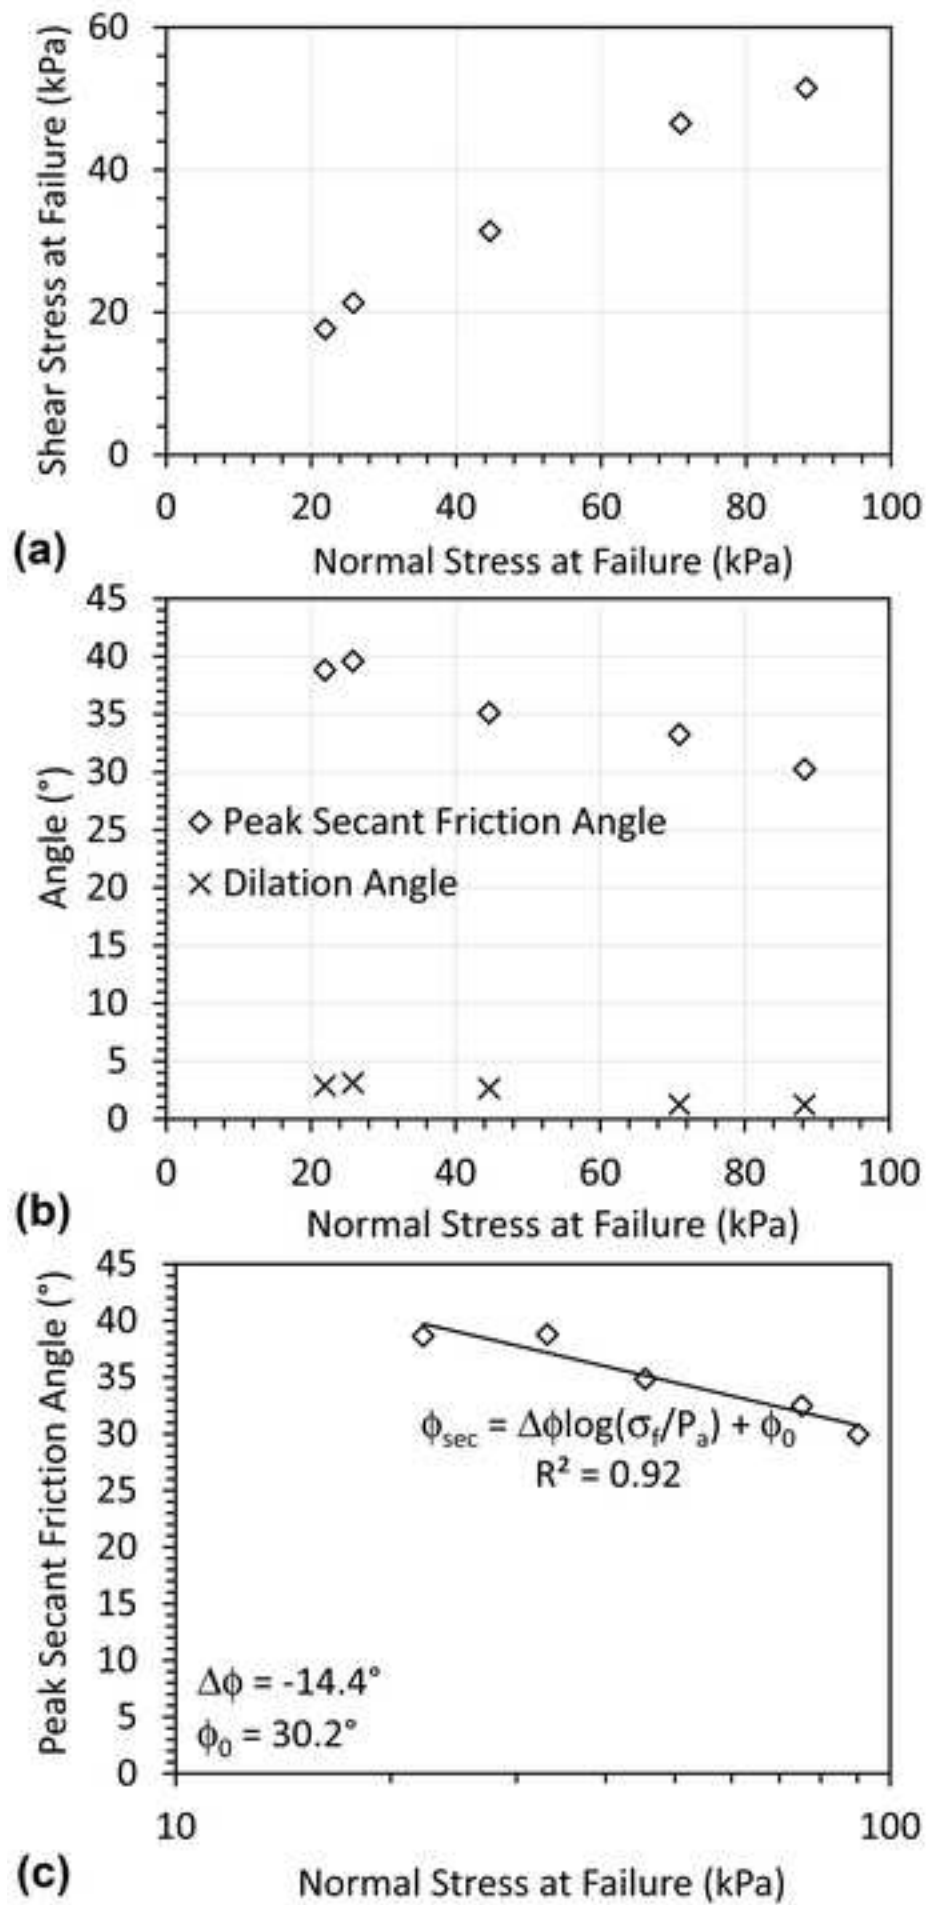 60
40
20
0
Shear Stress at Failure (kPa)
0 20 40 60 80 100
(a)
Normal Stress at Failure (kPa)
45
40
35
30
25
20
15
10
5
0
Angle (°)
Peak Secant Friction Angle
Dilation Angle
0 20 40 60 80 100
(b)
Normal Stress at Failure (kPa)
45
40
35
30
25
20
15
10
5
0
Peak Secant Friction Angle (°)
ϕsec = Δϕlog(σf/Pa) + ϕ0
R² = 0.92
Δϕ = -14.4°
ϕ0 = 30.2°
10 100
(c)
Normal Stress at Failure (kPa)